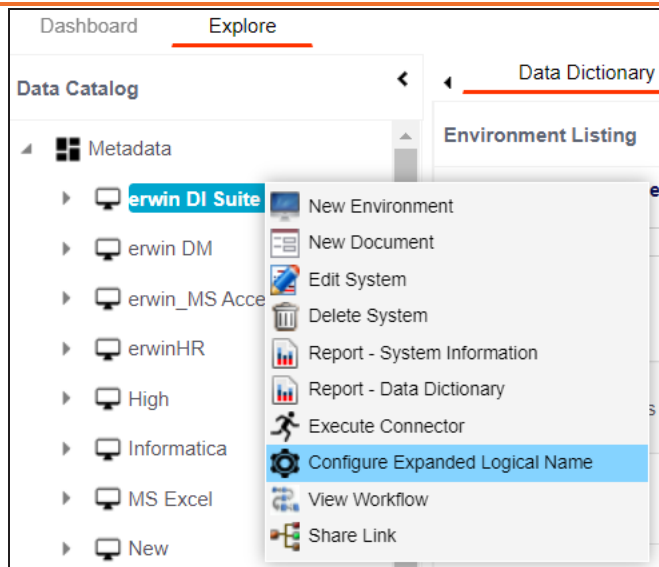 Dashboard Explore
Data Catalog
Data Dictionary
Environment Listing
Metadata
erwin DI Suite
erwin DM
erwin_MS Acce
erwinHR
High
Informatica
MS Excel
New
New Environment
New Document
Edit System
Delete System
Report - System Information
Report - Data Dictionary
Execute Connector
Configure Expanded Logical Name
View Workflow
Share Link